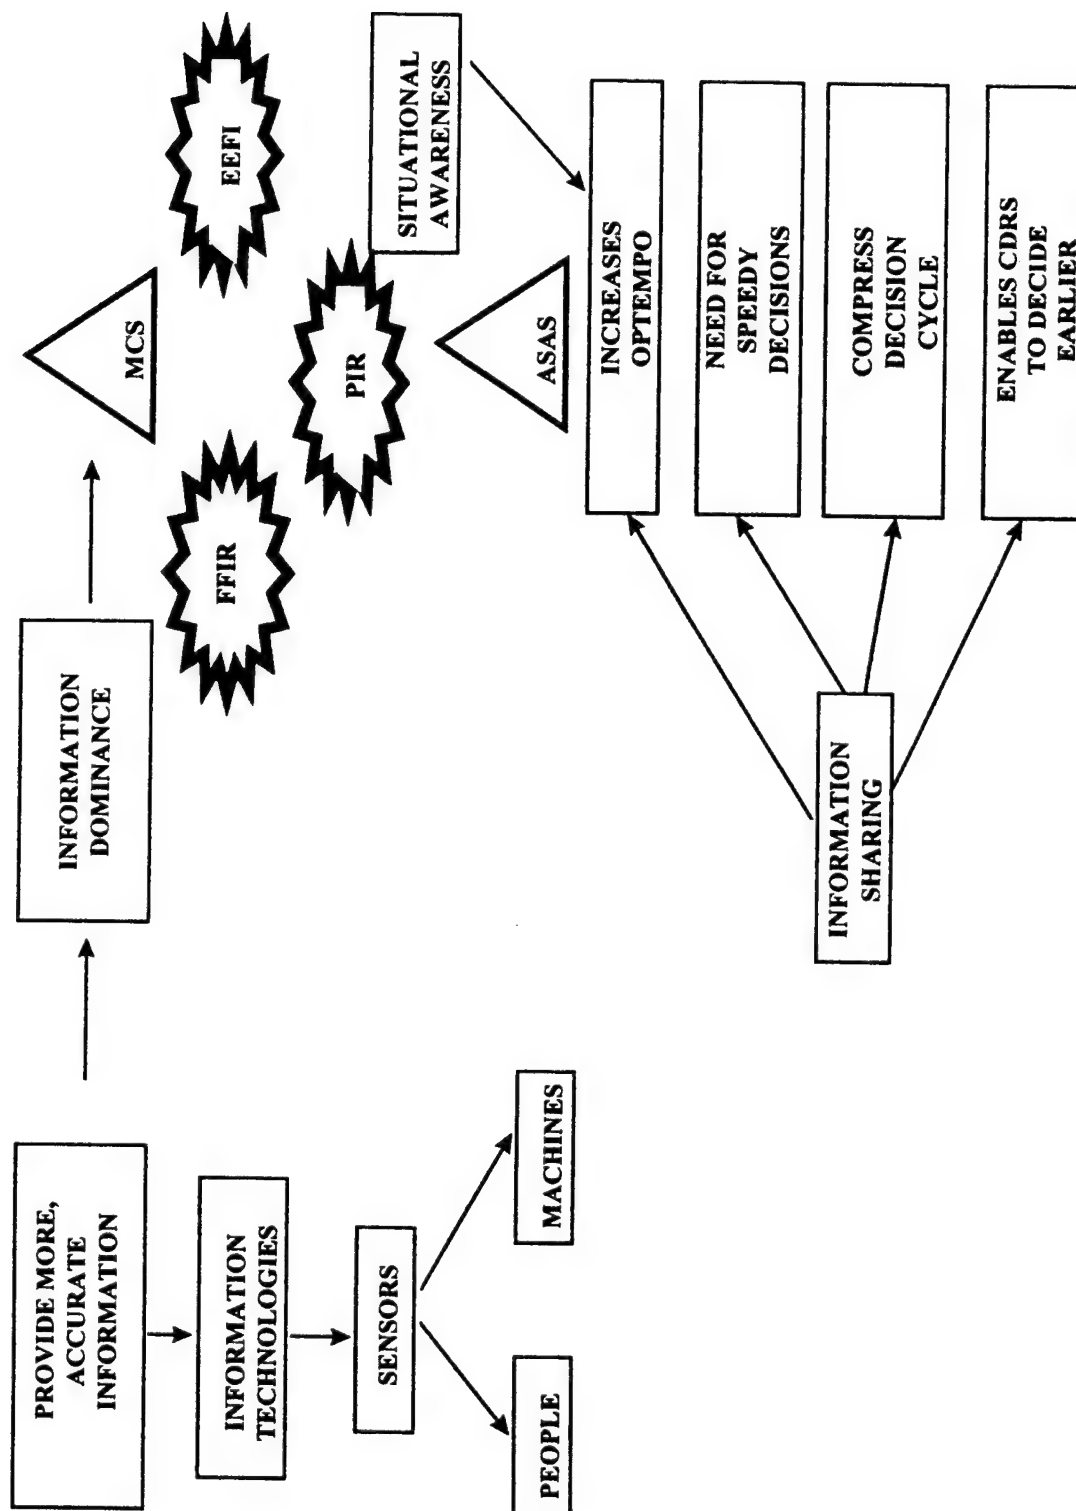 PROVIDE MORE,
ACCURATE
INFORMATION
INFORMATION
DOMINANCE
MCS
INFORMATION
TECHNOLOGIES
FFIR
EEFI
SENSORS
PIR
SITUATIONAL
AWARENESS
PEOPLE
MACHINES
ASAS
INCREASES
OPTEMPO
NEED FOR
SPEEDY
DECISIONS
INFORMATION
SHARING
COMPRESS
DECISION
CYCLE
ENABLES CDRS
TO DECIDE
EARLIER